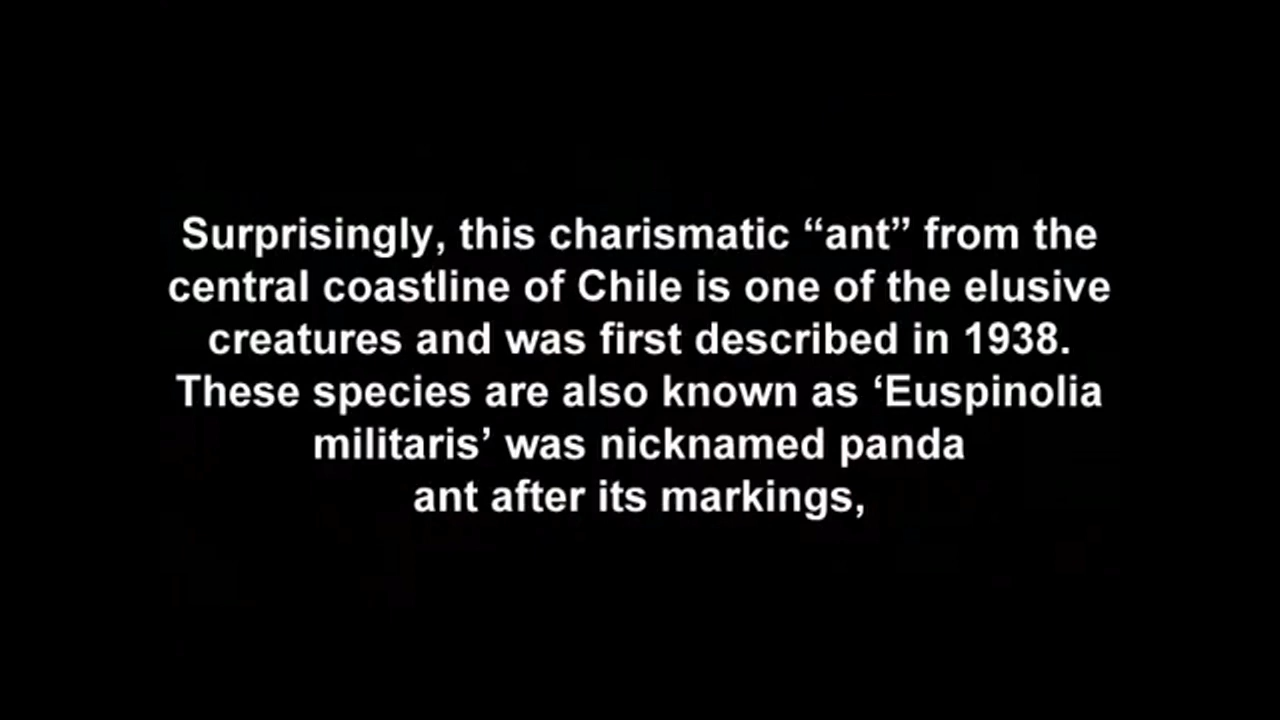 Surprisingly, this charismatic “ant” from the
central coastline of Chile is one of the elusive
creatures and was first described in 1938.
These species are also known as ‘Euspinolia
militaris’ was nicknamed panda
ant after its markings,